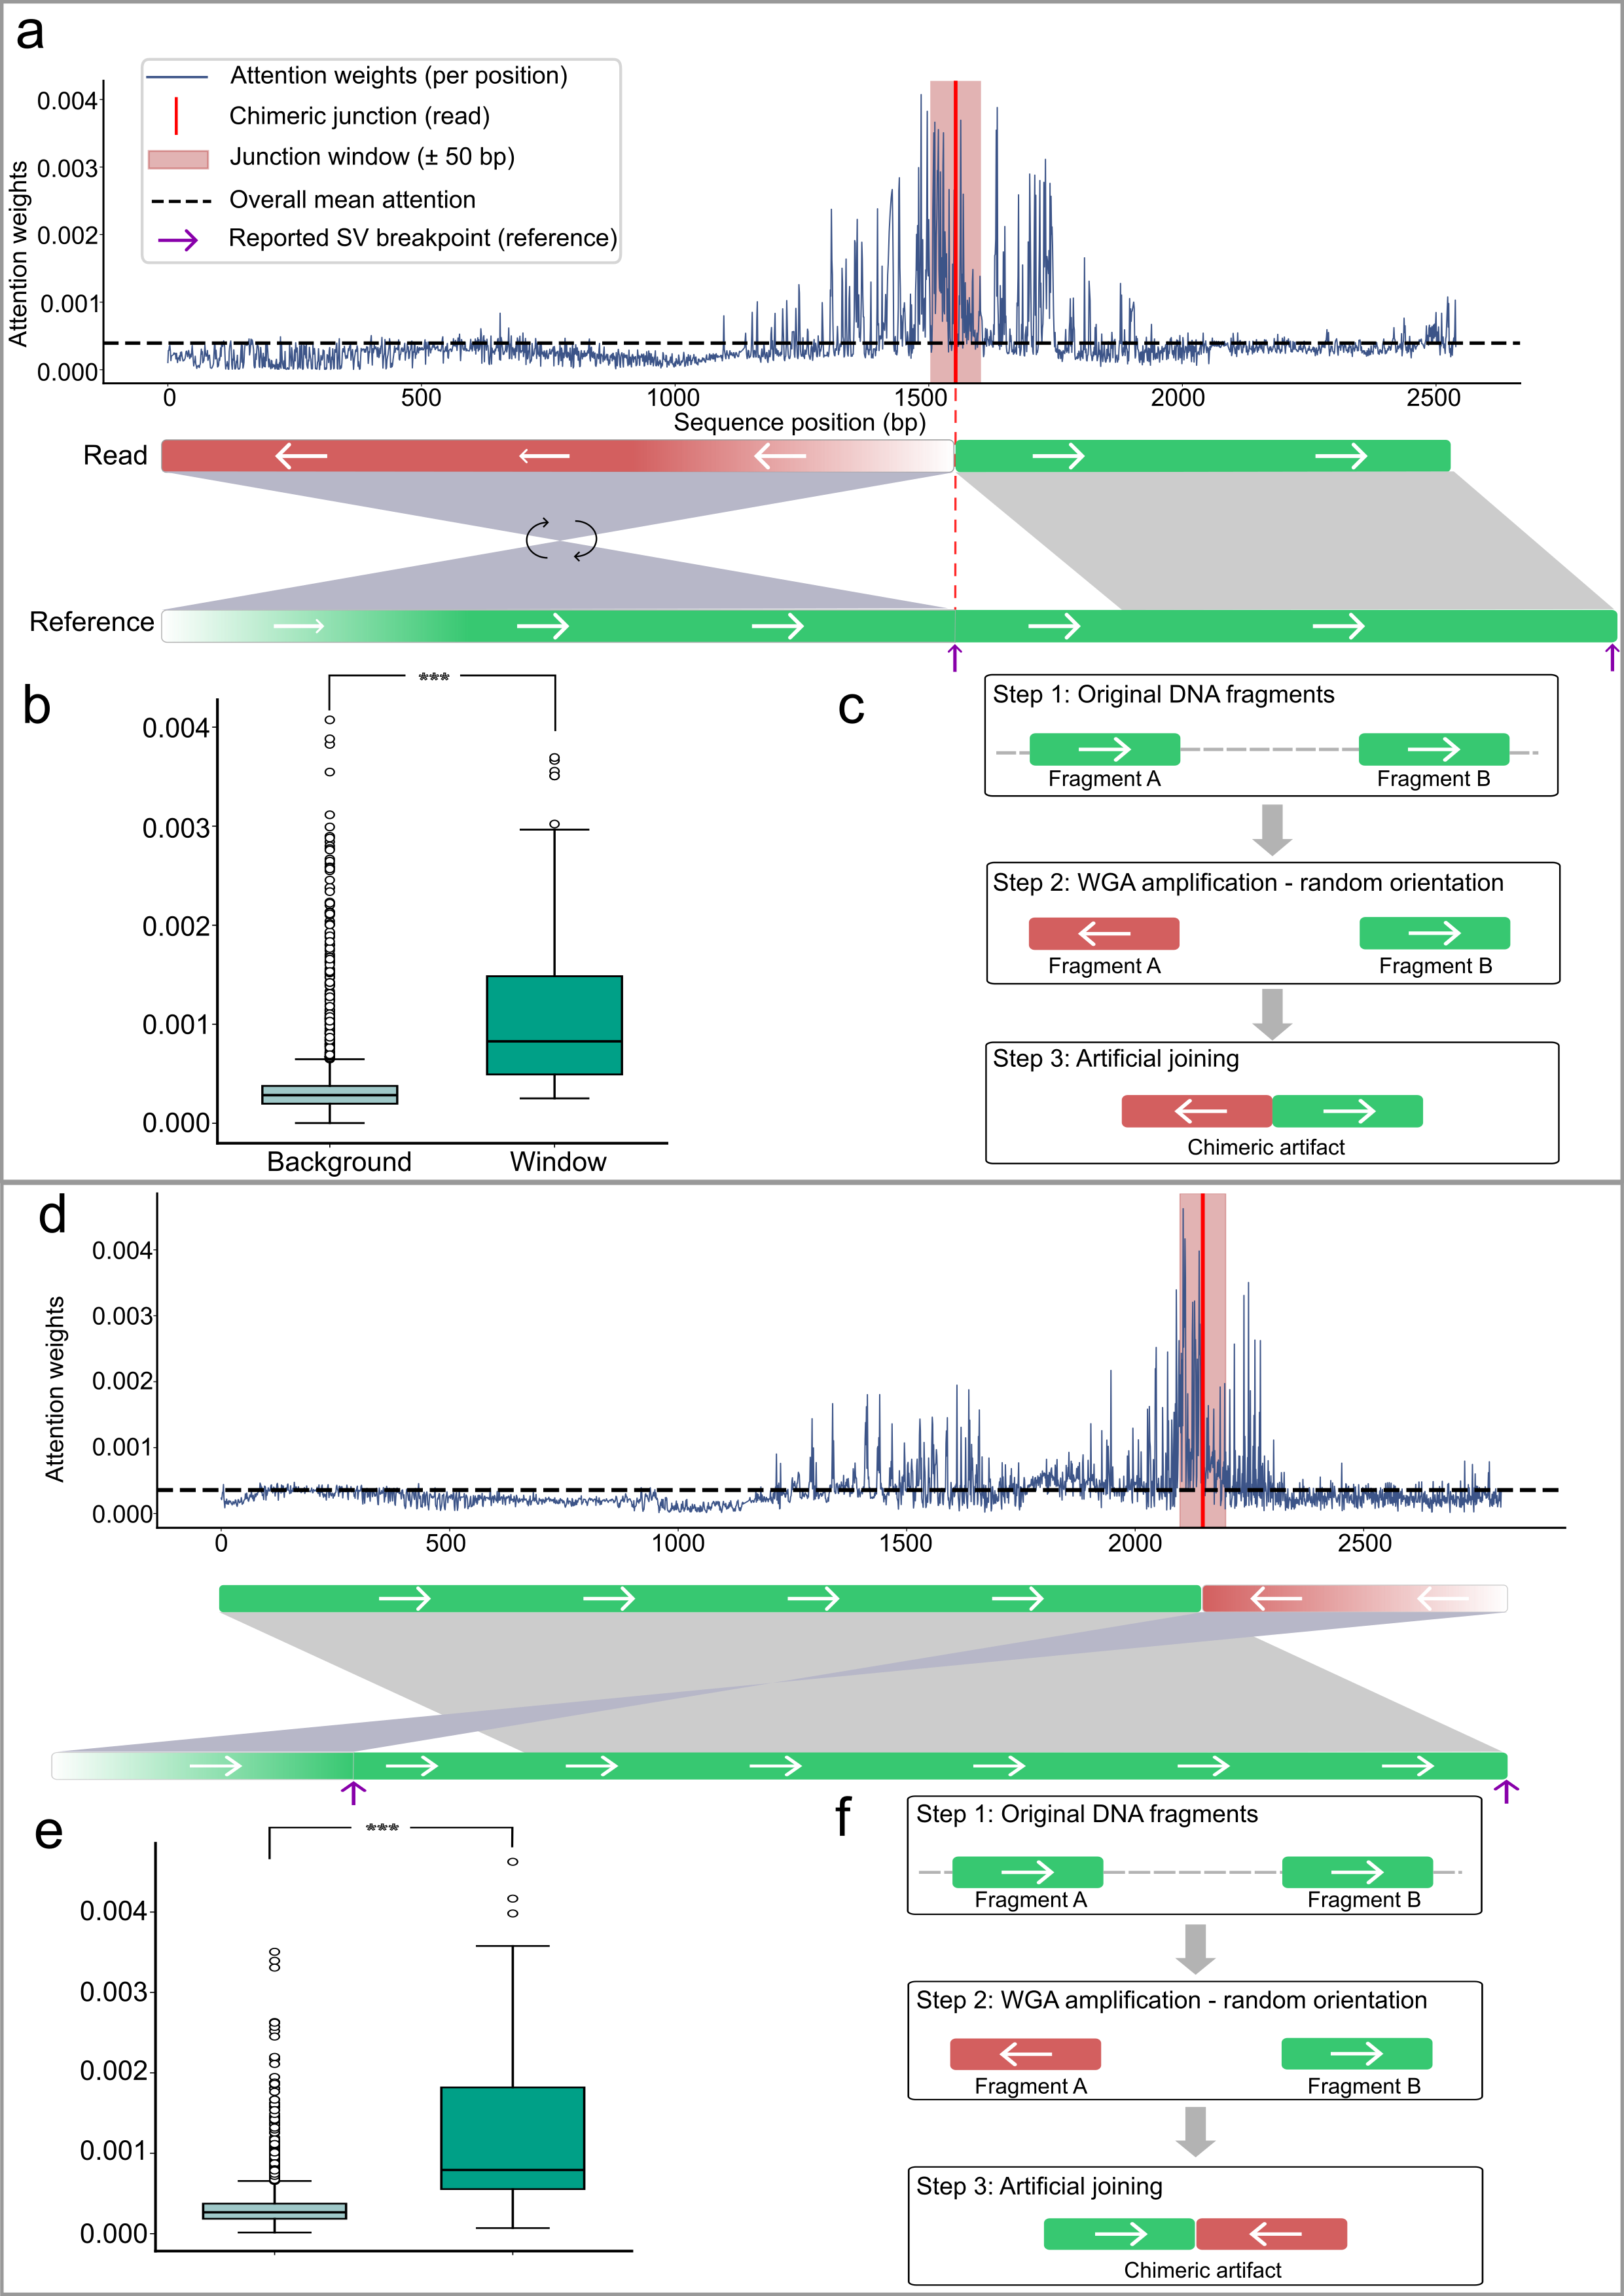 a
Attention weights (per position)
Chimeric junction (read)
Junction window (± 50 bp)
Overall mean attention
Reported SV breakpoint (reference)
Attention weights
0.004
0.003
0.002
0.001
0.000
0
500
1000
1500
2000
2500
Sequence position (bp)
Read
Reference
b
***
0.004
0.003
0.002
0.001
0.000
Background
Window
c
Step 1: Original DNA fragments
Fragment A
Fragment B
Step 2: WGA amplification - random orientation
Fragment A
Fragment B
Step 3: Artificial joining
Chimeric artifact
d
Attention weights
0.004
0.003
0.002
0.001
0.000
0
500
1000
1500
2000
2500
e
***
0.004
0.003
0.002
0.001
0.000
f
Step 1: Original DNA fragments
Fragment A
Fragment B
Step 2: WGA amplification - random orientation
Fragment A
Fragment B
Step 3: Artificial joining
Chimeric artifact